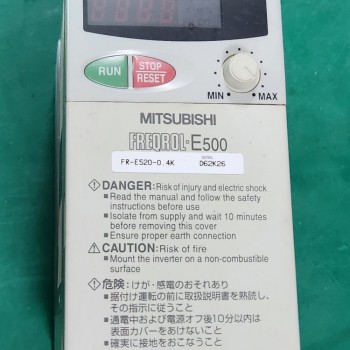 RUN
STOP
RESET
MIN
MAX
MITSUBISHI
FREQROL-E500
FR-ES20-0.4K
D62K26
DANGER: Risk of injury and electric shock
■ Read the manual and follow the safety
instructions before use
■ Isolate from supply and wait 10 minutes
before removing this cover
■ Ensure proper earth connection
CAUTION: Risk of fire
■ Mount the inverter on a non-combustible
surface
危険: けが・感電のおそれあり
■ 据付け運転の前に取扱説明書を熟読し、
その指示に従うこと
■ 通電中および電源オフ後10分以内は
表面カバーをあけないこと
■ 確実に接地をおこなうこと